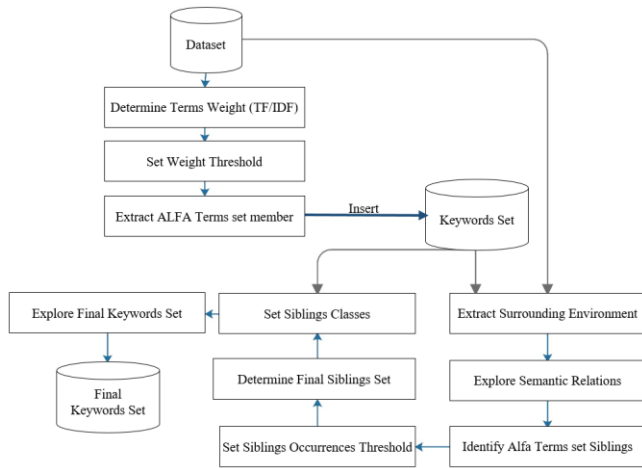 Dataset
Determine Terms Weight (TF/IDF)
Set Weight Threshold
Extract ALFA Terms set member
Insert
Keywords Set
Explore Final Keywords Set
Set Siblings Classes
Extract Surrounding Environment
Final
Keywords Set
Determine Final Siblings Set
Explore Semantic Relations
Set Siblings Occurrences Threshold
Identify Alfa Terms set Siblings